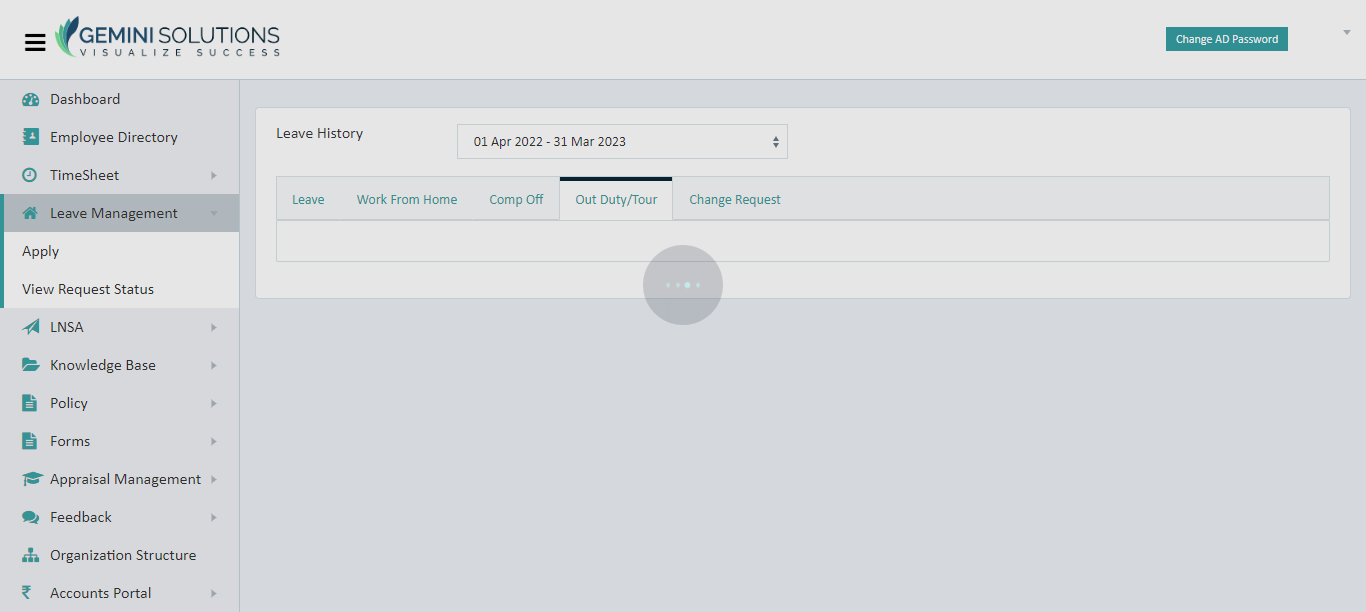 GEMINI SOLUTIONS
VISUALIZE SUCCESS
Change AD Password
Dashboard
Employee Directory
TimeSheet
Leave Management
Apply
View Request Status
LNSA
Knowledge Base
Policy
Forms
Appraisal Management
Feedback
Organization Structure
Accounts Portal
Leave History
01 Apr 2022 - 31 Mar 2023
Leave
Work From Home
Comp Off
Out Duty/Tour
Change Request